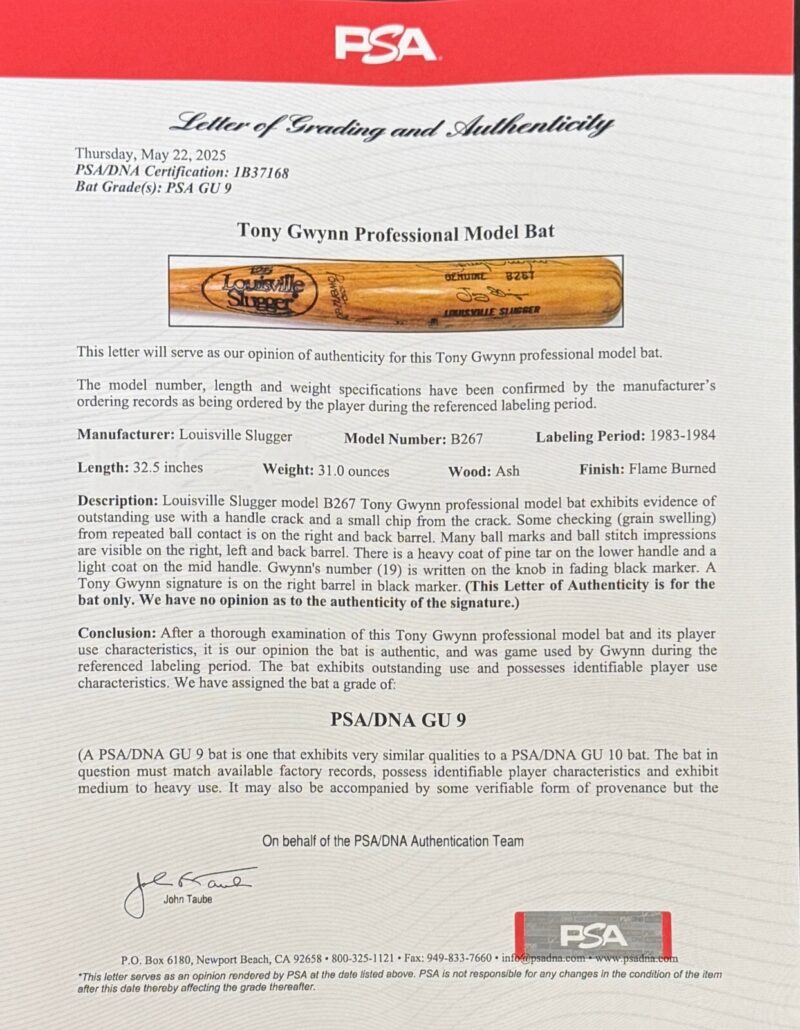 PSA
Letter of Grading and Authenticity
Thursday, May 22, 2025
PSA/DNA Certification: 1B37168
Bat Grade(s): PSA GU 9
Tony Gwynn Professional Model Bat
125
Louisville
Slugger
POWERIZED
GENUINE B267
LOUISVILLE SLUGGER
This letter will serve as our opinion of authenticity for this Tony Gwynn professional model bat.
The model number, length and weight specifications have been confirmed by the manufacturer's
ordering records as being ordered by the player during the referenced labeling period.
Manufacturer: Louisville Slugger Model Number: B267 Labeling Period: 1983-1984
Length: 32.5 inches Weight: 31.0 ounces Wood: Ash Finish: Flame Burned
Description: Louisville Slugger model B267 Tony Gwynn professional model bat exhibits evidence of
outstanding use with a handle crack and a small chip from the crack. Some checking (grain swelling)
from repeated ball contact is on the right and back barrel. Many ball marks and ball stitch impressions
are visible on the right, left and back barrel. There is a heavy coat of pine tar on the lower handle and a
light coat on the mid handle. Gwynn's number (19) is written on the knob in fading black marker. A
Tony Gwynn signature is on the right barrel in black marker. (This Letter of Authenticity is for the
bat only. We have no opinion as to the authenticity of the signature.)
Conclusion: After a thorough examination of this Tony Gwynn professional model bat and its player
use characteristics, it is our opinion the bat is authentic, and was game used by Gwynn during the
referenced labeling period. The bat exhibits outstanding use and possesses identifiable player use
characteristics. We have assigned the bat a grade of:
PSA/DNA GU 9
(A PSA/DNA GU 9 bat is one that exhibits very similar qualities to a PSA/DNA GU 10 bat. The bat in
question must match available factory records, possess identifiable player characteristics and exhibit
medium to heavy use. It may also be accompanied by some verifiable form of provenance but the
On behalf of the PSA/DNA Authentication Team
John Taube
PSA
P.O. Box 6180, Newport Beach, CA 92658 • 800-325-1121 • Fax: 949-833-7660 • info@psadna.com • www.psadna.com
*This letter serves as an opinion rendered by PSA at the date listed above. PSA is not responsible for any changes in the condition of the item
after this date thereby affecting the grade thereafter.